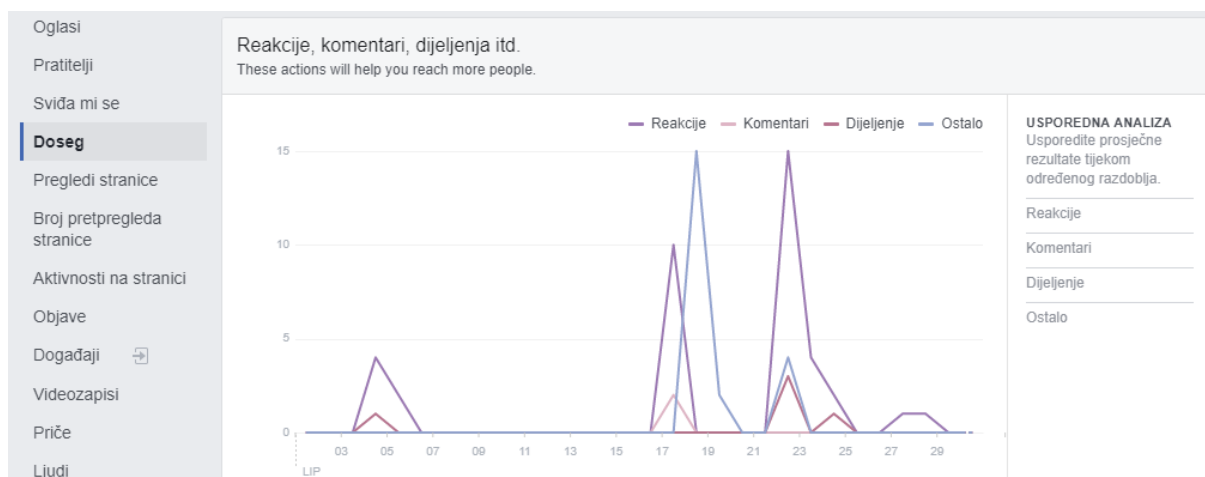 Oglasi
Pratitelji
Sviđa mi se
Doseg
Pregledi stranice
Broj pretpregleda
stranice
Aktivnosti na stranici
Objave
Događaji
Videozapisi
Priče
Ljudi
Reakcije, komentari, dijeljenja itd.
These actions will help you reach more people.
Reakcije Komentari Dijeljenje Ostalo
15
10
5
0
03 05 07 09 11 13 15 17 19 21 23 25 27 29
LIP
USPOREDNA ANALIZA
Usporedite prosječne
rezultate tijekom
određenog razdoblja.
Reakcije
Komentari
Dijeljenje
Ostalo